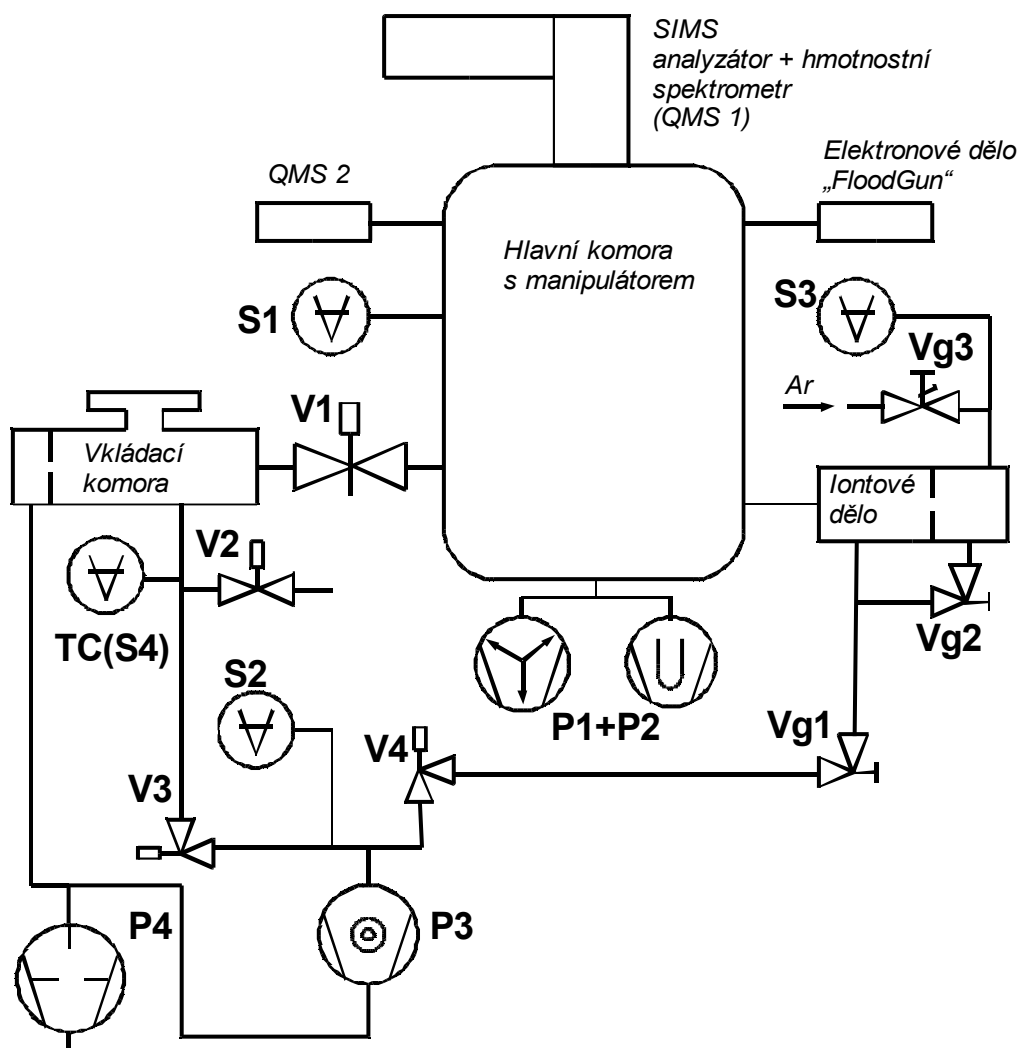 SIMS
analyzátor + hmotnostní
spektrometr
(QMS 1)
QMS 2
Elektronové dělo
„FloodGun“
Hlavní komora
s manipulátorem
S1
S3
Vg3
Ar
V1
Vkládací
komora
Iontové
dělo
V2
TC(S4)
Vg2
S2
P1+P2
Vg1
V4
V3
P4
P3